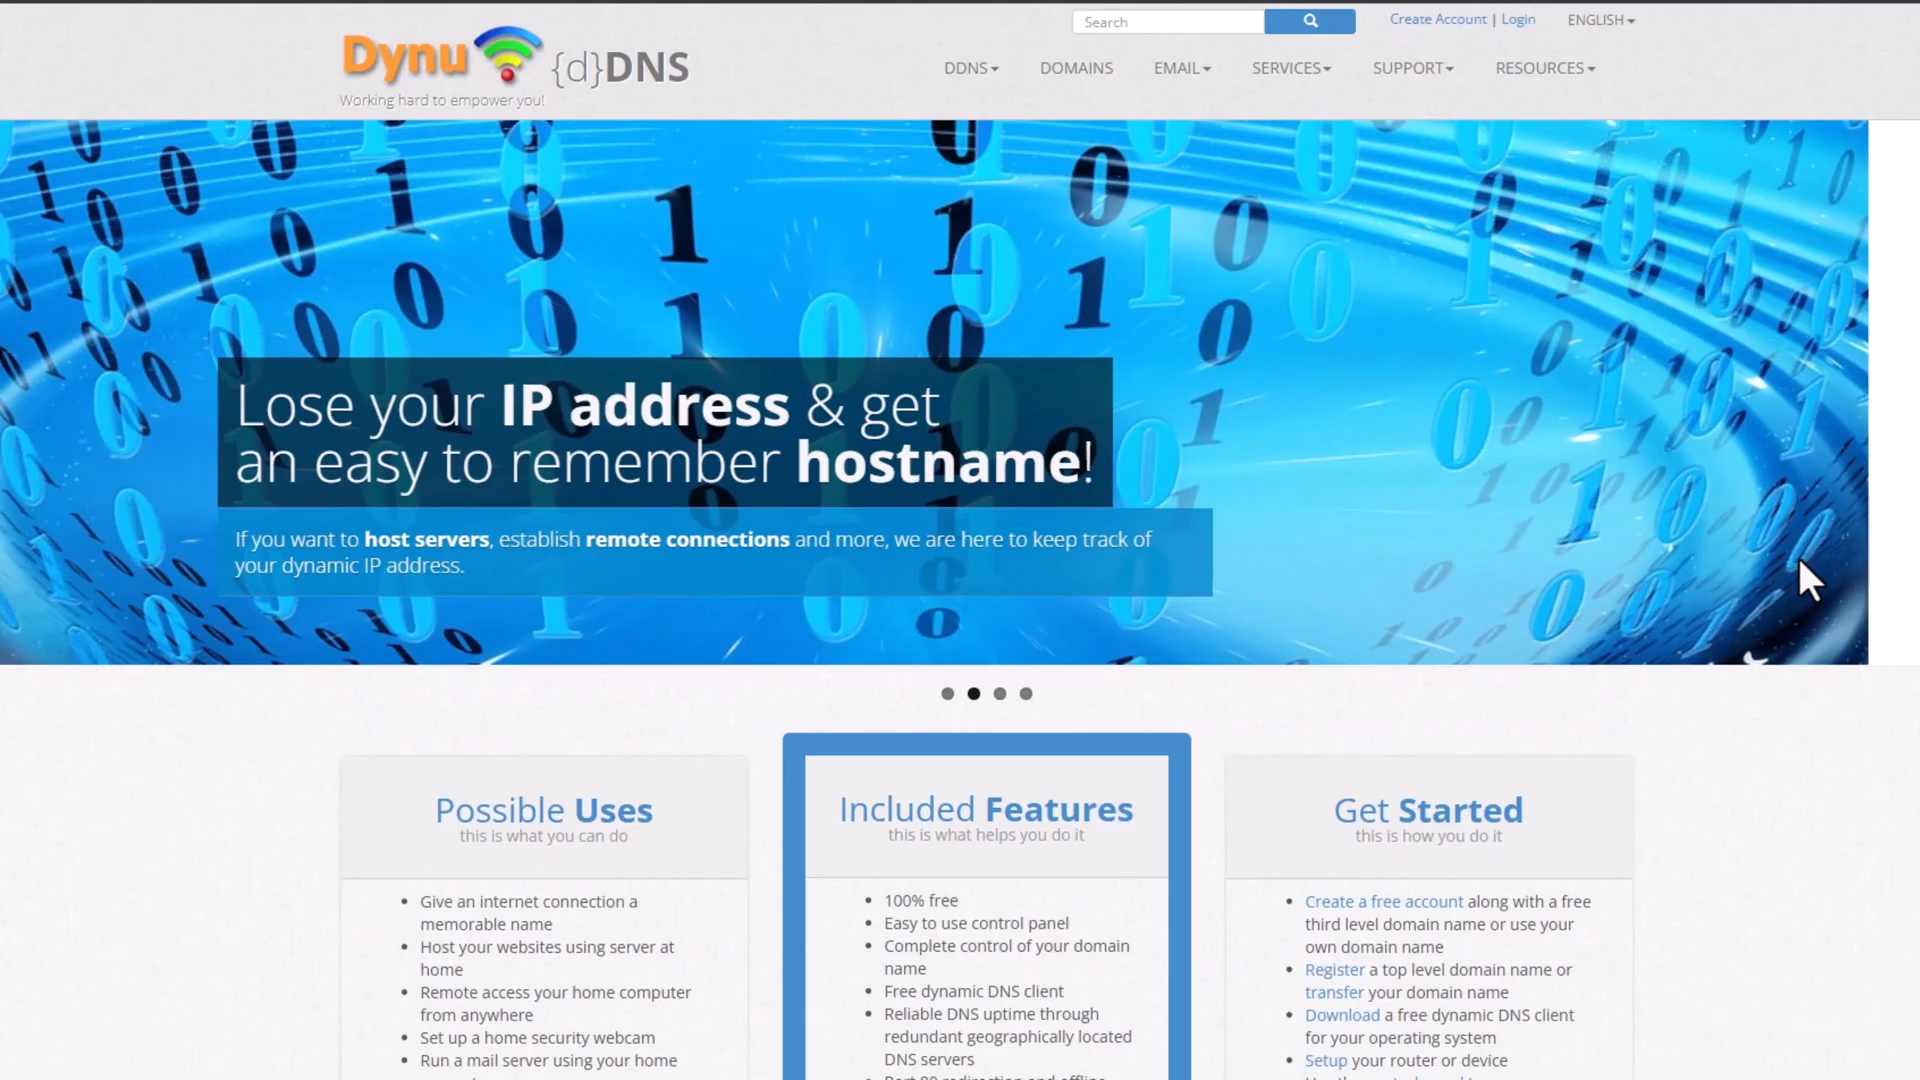 Search
Create Account | Login
ENGLISH
Dynu {d}DNS
Working hard to empower you!
DDNS DOMAINS EMAIL SERVICES SUPPORT RESOURCES
Lose your IP address & get
an easy to remember hostname!
If you want to host servers, establish remote connections and more, we are here to keep track of
your dynamic IP address.
Possible Uses
this is what you can do
Give an internet connection a
memorable name
Host your websites using server at
home
Remote access your home computer
from anywhere
Set up a home security webcam
Run a mail server using your home
Included Features
this is what helps you do it
100% free
Easy to use control panel
Complete control of your domain
name
Free dynamic DNS client
Reliable DNS uptime through
redundant geographically located
DNS servers
Port 80 redirection and offline
Get Started
this is how you do it
Create a free account along with a free
third level domain name or use your
own domain name
Register a top level domain name or
transfer your domain name
Download a free dynamic DNS client
for your operating system
Setup your router or device